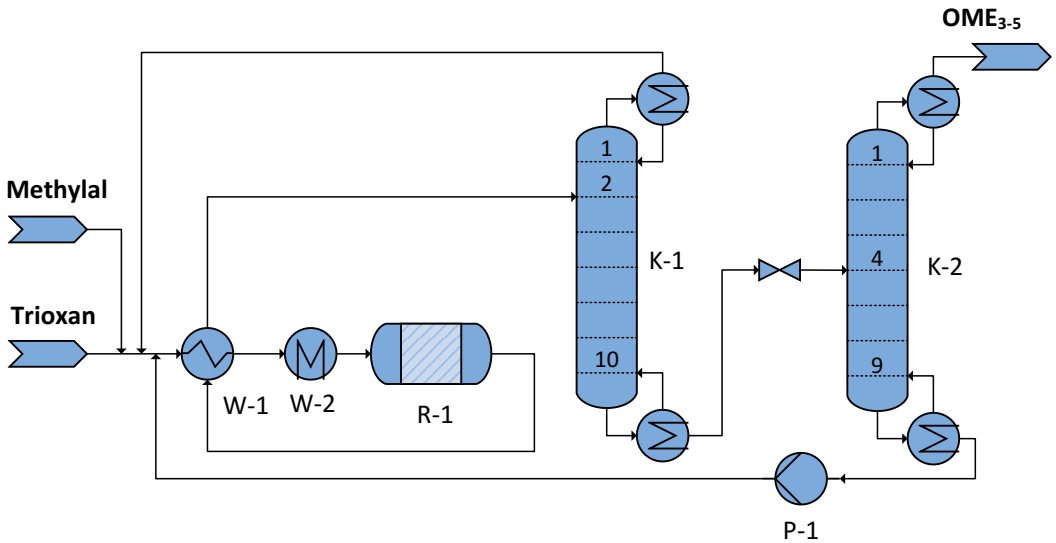 OME3-5
1
2
10
K-1
1
4
9
K-2
Methylal
Trioxan
W-1
W-2
R-1
P-1